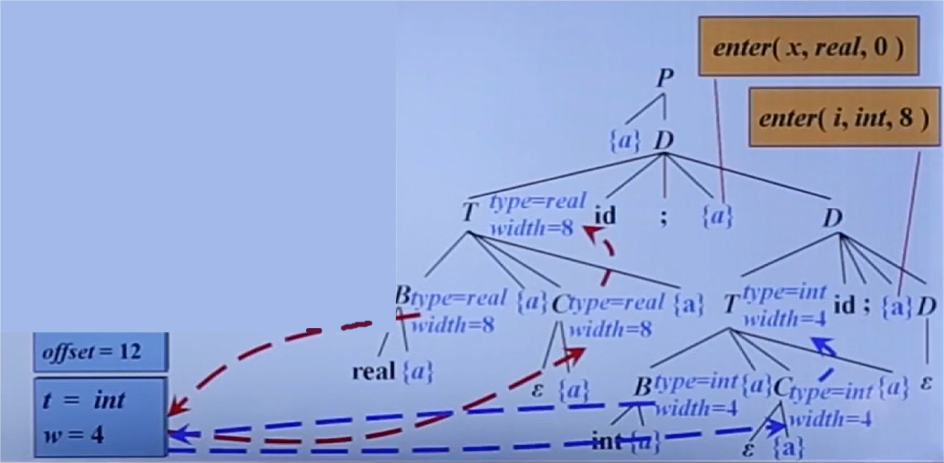 enter( x, real, 0 )
P
enter( i, int, 8 )
{a} D
T type=real width=8 id ; {a} D
B type=real width=8 {a} C type=real width=8 {a} T type=int width=4 id ; {a} D
offset = 12
real {a} ε {a} B type=int width=4 {a} C type=int width=4 {a} ε
t = int
w = 4
int {a} ε {a}